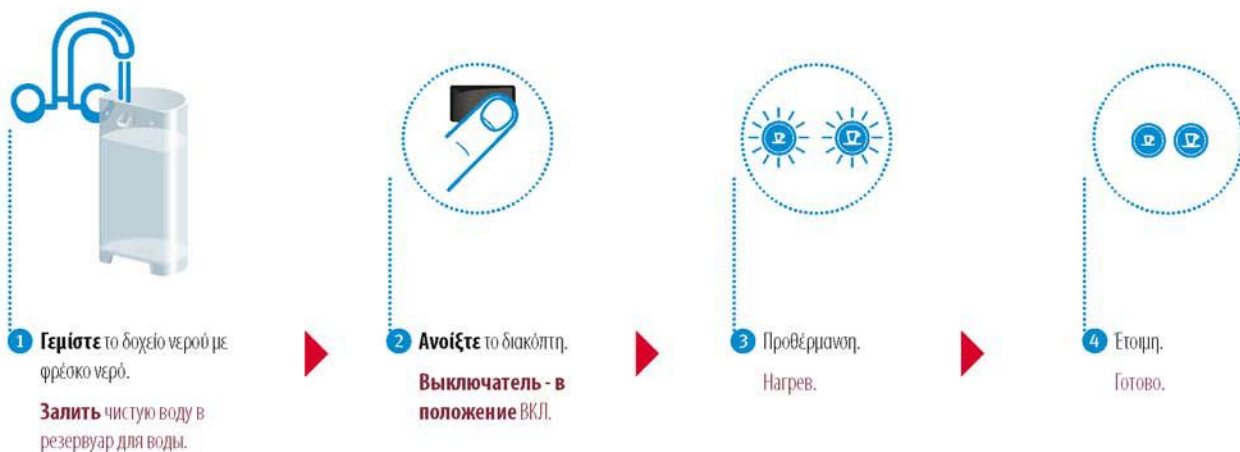 1 Γεμίστε το δοχείο νερού με
φρέσκο νερό.
Залить чистую воду в
резервуар для воды.
2 Ανοίξτε το διακόπτη.
Выключатель - в
положение ВКЛ.
3 Προθέρμανση.
Нагрев.
4 Έτοιμη.
Готово.